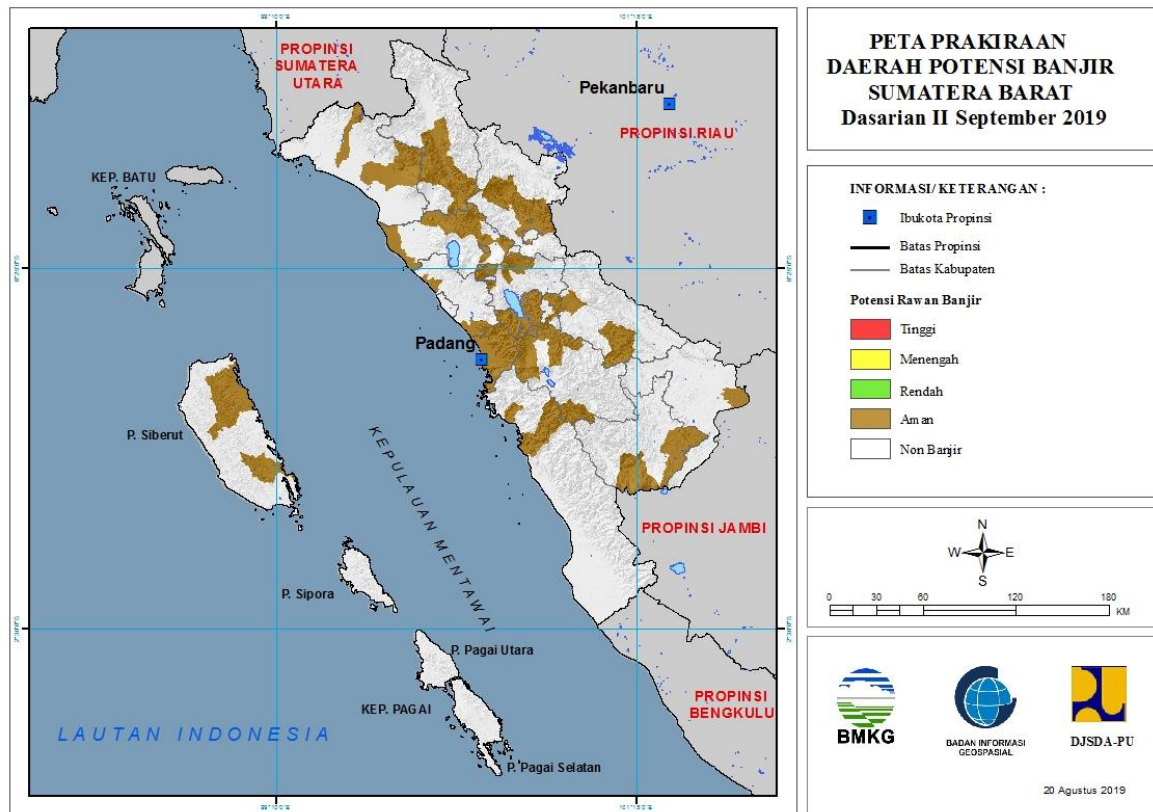 PETA PRAKIRAAN
DAERAH POTENSI BANJIR
SUMATERA BARAT
Dasarian II September 2019
INFORMASI/ KETERANGAN :
Ibukota Propinsi
Batas Propinsi
Batas Kabupaten
Potensi Rawan Banjir
Tinggi
Menengah
Rendah
Aman
Non Banjir
N
W
E
S
0
30
60
120
180
KM
BMKG
BADAN INFORMASI
GEOSPASIAL
DJSDA-PU
20 Agustus 2019
PROPINSI
SUMATERA
UTARA
Pekanbaru
PROPINSI RIAU
KEP. BATU
Padang
P. Siberut
KEPULAUAN MENTAWAI
PROPINSI JAMBI
P. Sipora
P. Pagai Utara
KEP. PAGAI
PROPINSI
BENGKULU
LAUTAN INDONESIA
P. Pagai Selatan